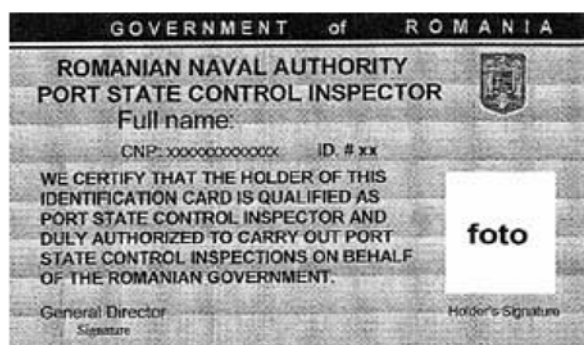 GOVERNMENT of ROMANIA
ROMANIAN NAVAL AUTHORITY
PORT STATE CONTROL INSPECTOR
Full name:
CNP: xxxxxxxxxxxxx ID. # xx
WE CERTIFY THAT THE HOLDER OF THIS
IDENTIFICATION CARD IS QUALIFIED AS
PORT STATE CONTROL INSPECTOR AND
DULY AUTHORIZED TO CARRY OUT PORT
STATE CONTROL INSPECTIONS ON BEHALF
OF THE ROMANIAN GOVERNMENT.
foto
General Director
Signature
Holder's Signature